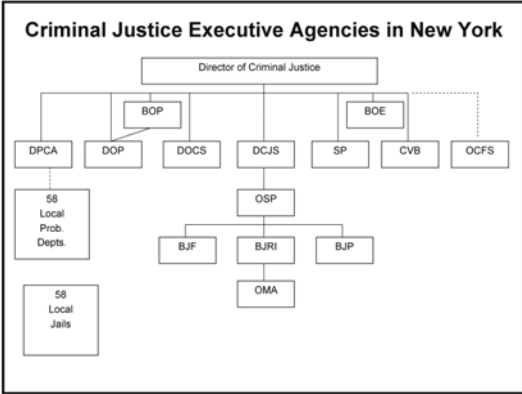 Criminal Justice Executive Agencies in New York
Director of Criminal Justice
BOP
BOE
DPCA
DOP
DOCS
DCJS
SP
CVB
OCFS
58
Local
Prob.
Depts.
OSP
BJF
BJRI
BJP
58
Local
Jails
OMA